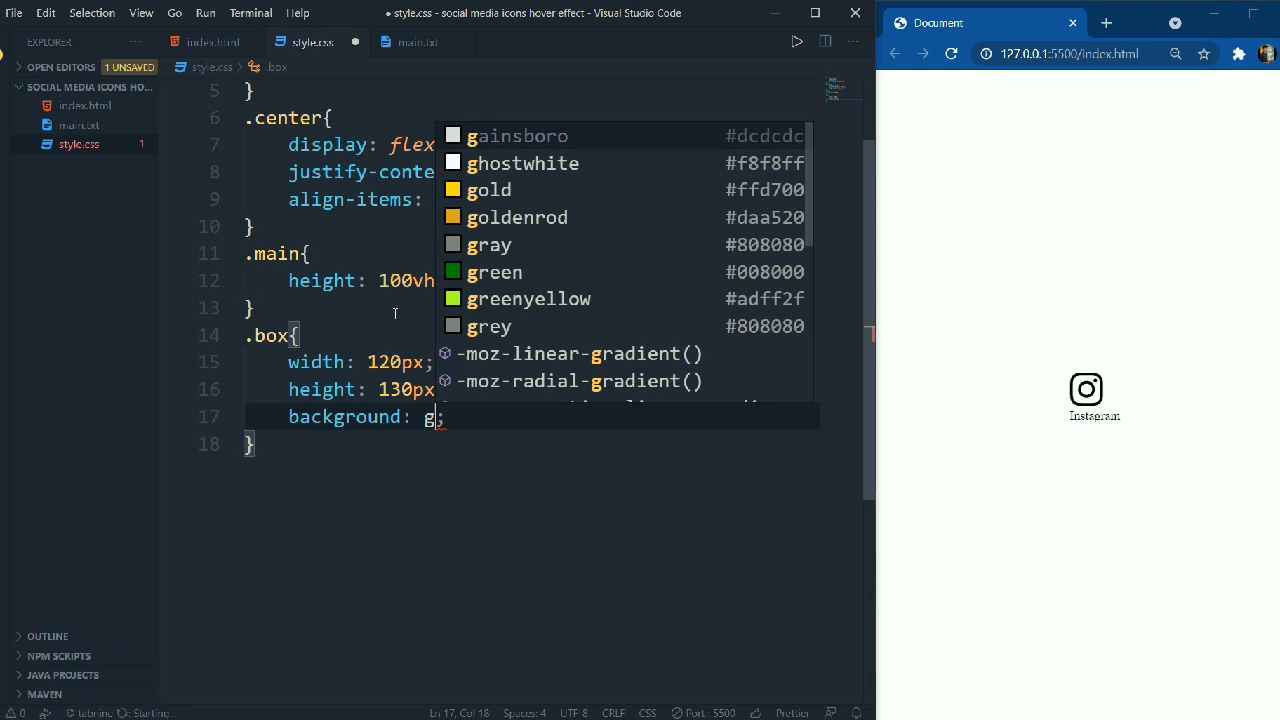 File Edit Selection View Go Run Terminal Help
● style.css - social media icons hover effect - Visual Studio Code
Document
EXPLORER
index.html
style.css
main.txt
127.0.0.1:5500/index.html
OPEN EDITORS 1 UNSAVED
style.css > .box
SOCIAL MEDIA ICONS HO...
index.html
main.txt
style.css 1
5 }
6 .center{
7 display: flex
8 justify-conte
9 align-items:
10 }
11 .main{
12 height: 100vh
13 }
14 .box{
15 width: 120px;
16 height: 130px
17 background: g;
18 }
gainsboro #dcdcdc
ghostwhite #f8f8ff
gold #ffd700
goldenrod #daa520
gray #808080
green #008000
greenyellow #adff2f
grey #808080
-moz-linear-gradient()
-moz-radial-gradient()
Instagram
OUTLINE
NPM SCRIPTS
JAVA PROJECTS
MAVEN
0 tabnine Starting...
Ln 17, Col 18 Spaces: 4 UTF-8 CRLF CSS Port : 5500 Prettier